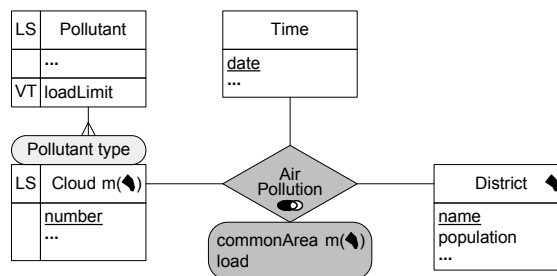 LS Pollutant
...
VT loadLimit
Pollutant type
LS Cloud m( )
number
...
Time
date
...
Air
Pollution
commonArea m( )
load
District
name
population
...